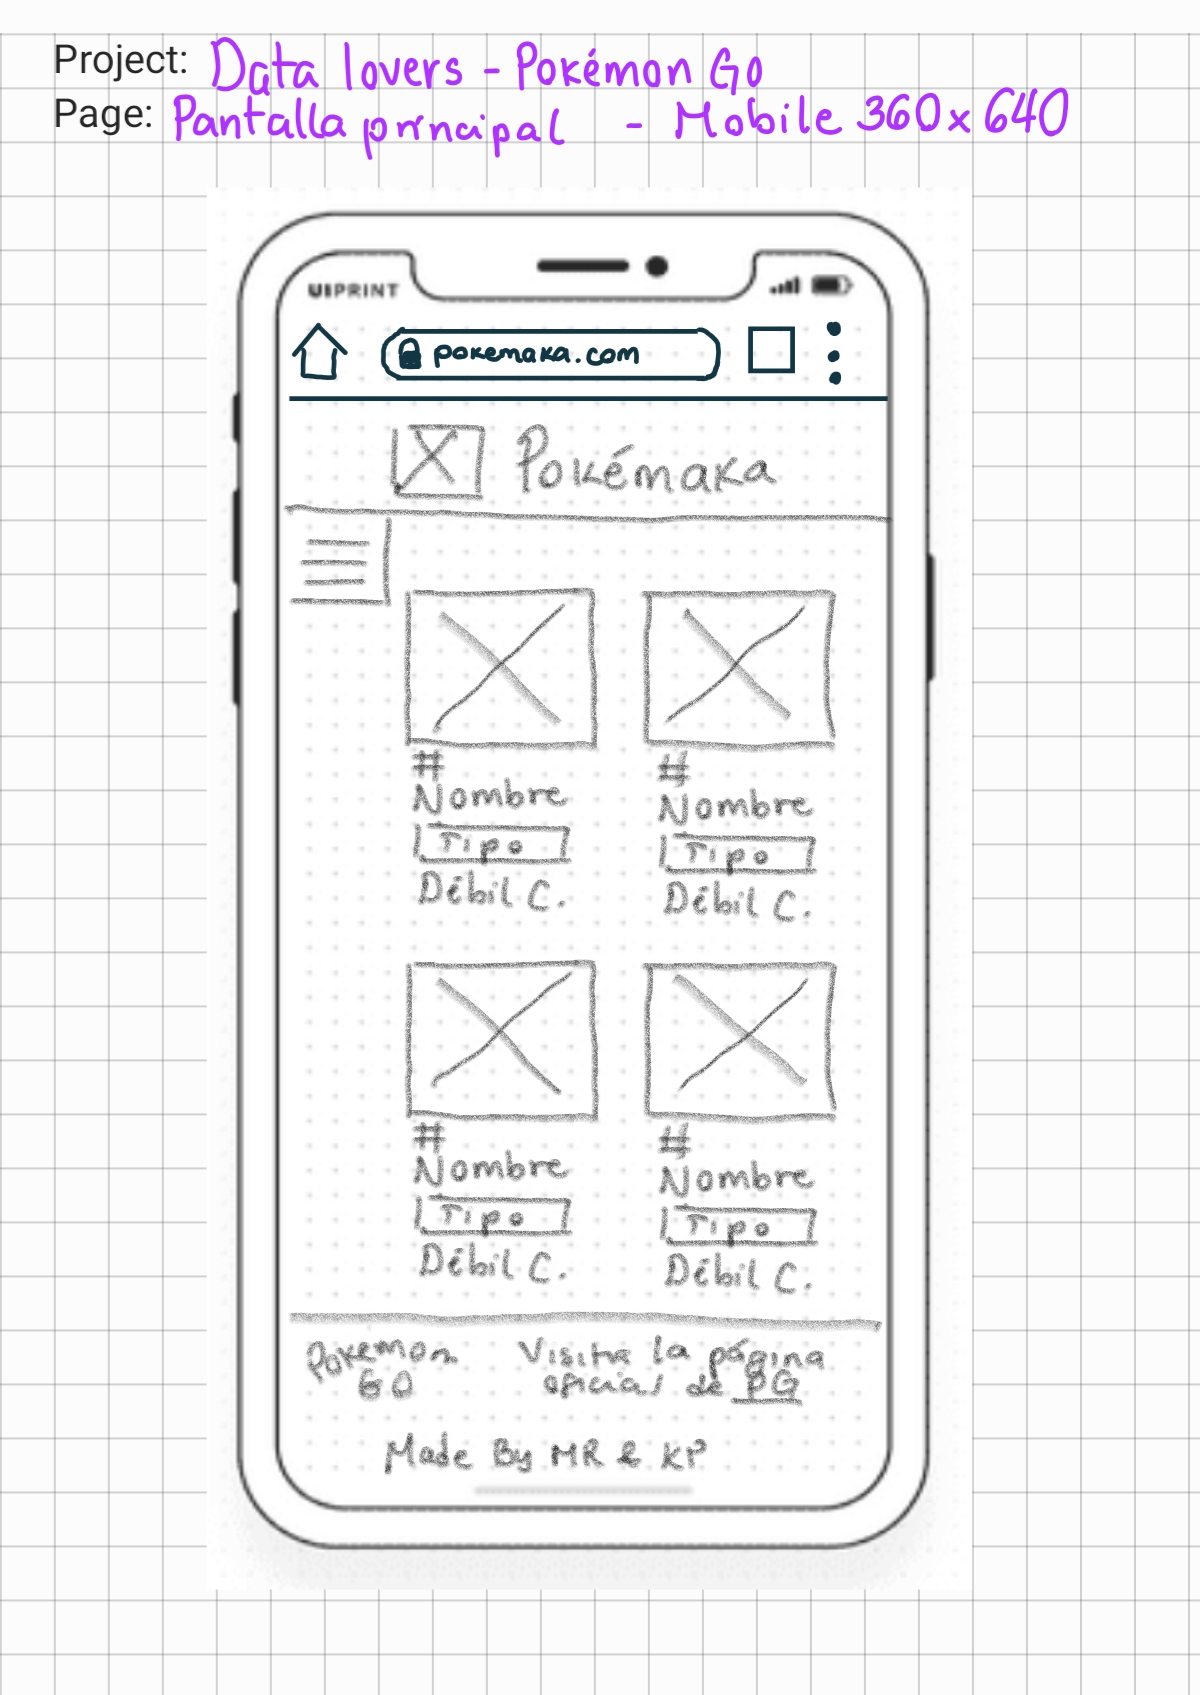 Project: Data lovers - Pokémon GO
Page: Pantalla principal - Mobile 360x640
UIPRINT
pokemaka.com
Pokémaka
# #
Nombre Nombre
Tipo Tipo
Débil C. Débil C.
# #
Nombre Nombre
Tipo Tipo
Débil C. Débil C.
Pokemon Visita la página
GO oficial de PG
Made By MR & KP